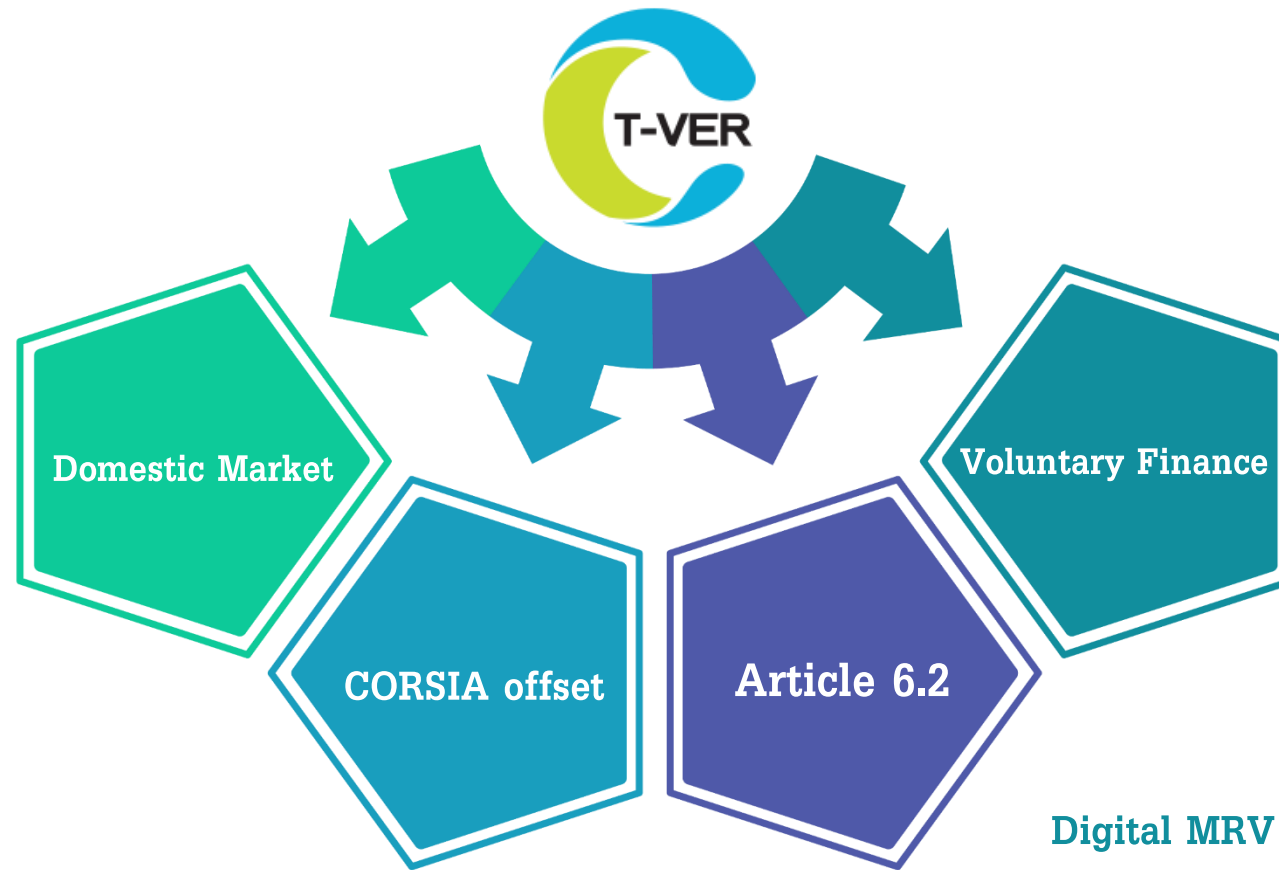 T-VER
Domestic Market
Voluntary Finance
CORSIA offset
Article 6.2
Digital MRV